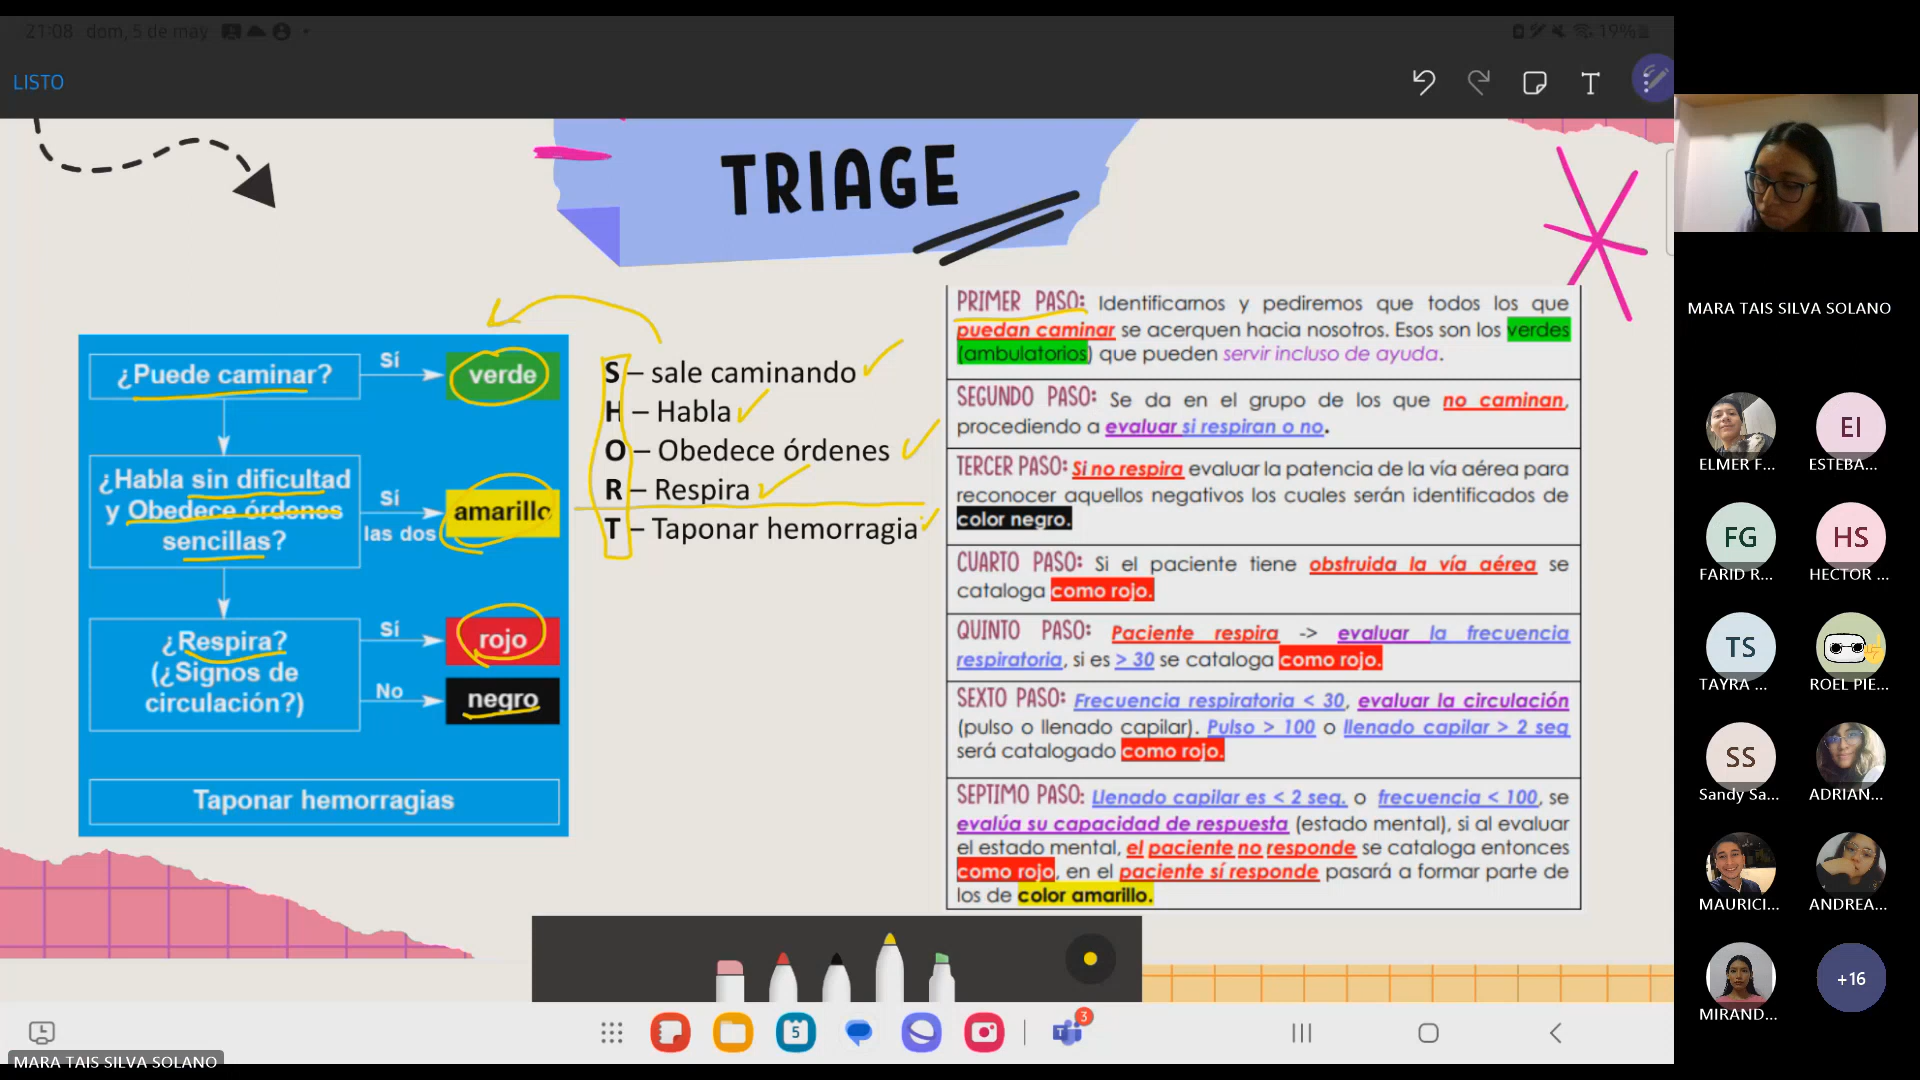 21:08 dom, 5 de may
19%
LISTO
TRIAGE
¿Puede caminar?
Sí
verde
¿Habla sin dificultad
y Obedece órdenes
sencillas?
Sí
las dos
amarillo
¿Respira?
(¿Signos de
circulación?)
Sí
rojo
No
negro
Taponar hemorragias
S – sale caminando
H – Habla
O – Obedece órdenes
R – Respira
T – Taponar hemorragia
PRIMER PASO: Identificarnos y pediremos que todos los que
puedan caminar se acerquen hacia nosotros. Esos son los verdes
(ambulatorios) que pueden servir incluso de ayuda.
SEGUNDO PASO: Se da en el grupo de los que no caminan,
procediendo a evaluar si respiran o no.
TERCER PASO: Si no respira evaluar la patencia de la vía aérea para
reconocer aquellos negativos los cuales serán identificados de
color negro.
CUARTO PASO: Si el paciente tiene obstruida la vía aérea se
cataloga como rojo.
QUINTO PASO: Paciente respira -> evaluar la frecuencia
respiratoria, si es > 30 se cataloga como rojo.
SEXTO PASO: Frecuencia respiratoria < 30, evaluar la circulación
(pulso o llenado capilar). Pulso > 100 o llenado capilar > 2 seg
será catalogado como rojo.
SEPTIMO PASO: Llenado capilar es < 2 seg. o frecuencia < 100, se
evalúa su capacidad de respuesta (estado mental), si al evaluar
el estado mental, el paciente no responde se cataloga entonces
como rojo, en el paciente sí responde pasará a formar parte de
los de color amarillo.
5
3
MARA TAIS SILVA SOLANO
MARA TAIS SILVA SOLANO
ELMER F...
EI
ESTEBA...
FG
FARID R...
HS
HECTOR ...
TS
TAYRA ...
ROEL PIE...
SS
Sandy Sa...
ADRIAN...
MAURICI...
ANDREA...
MIRAND...
+16